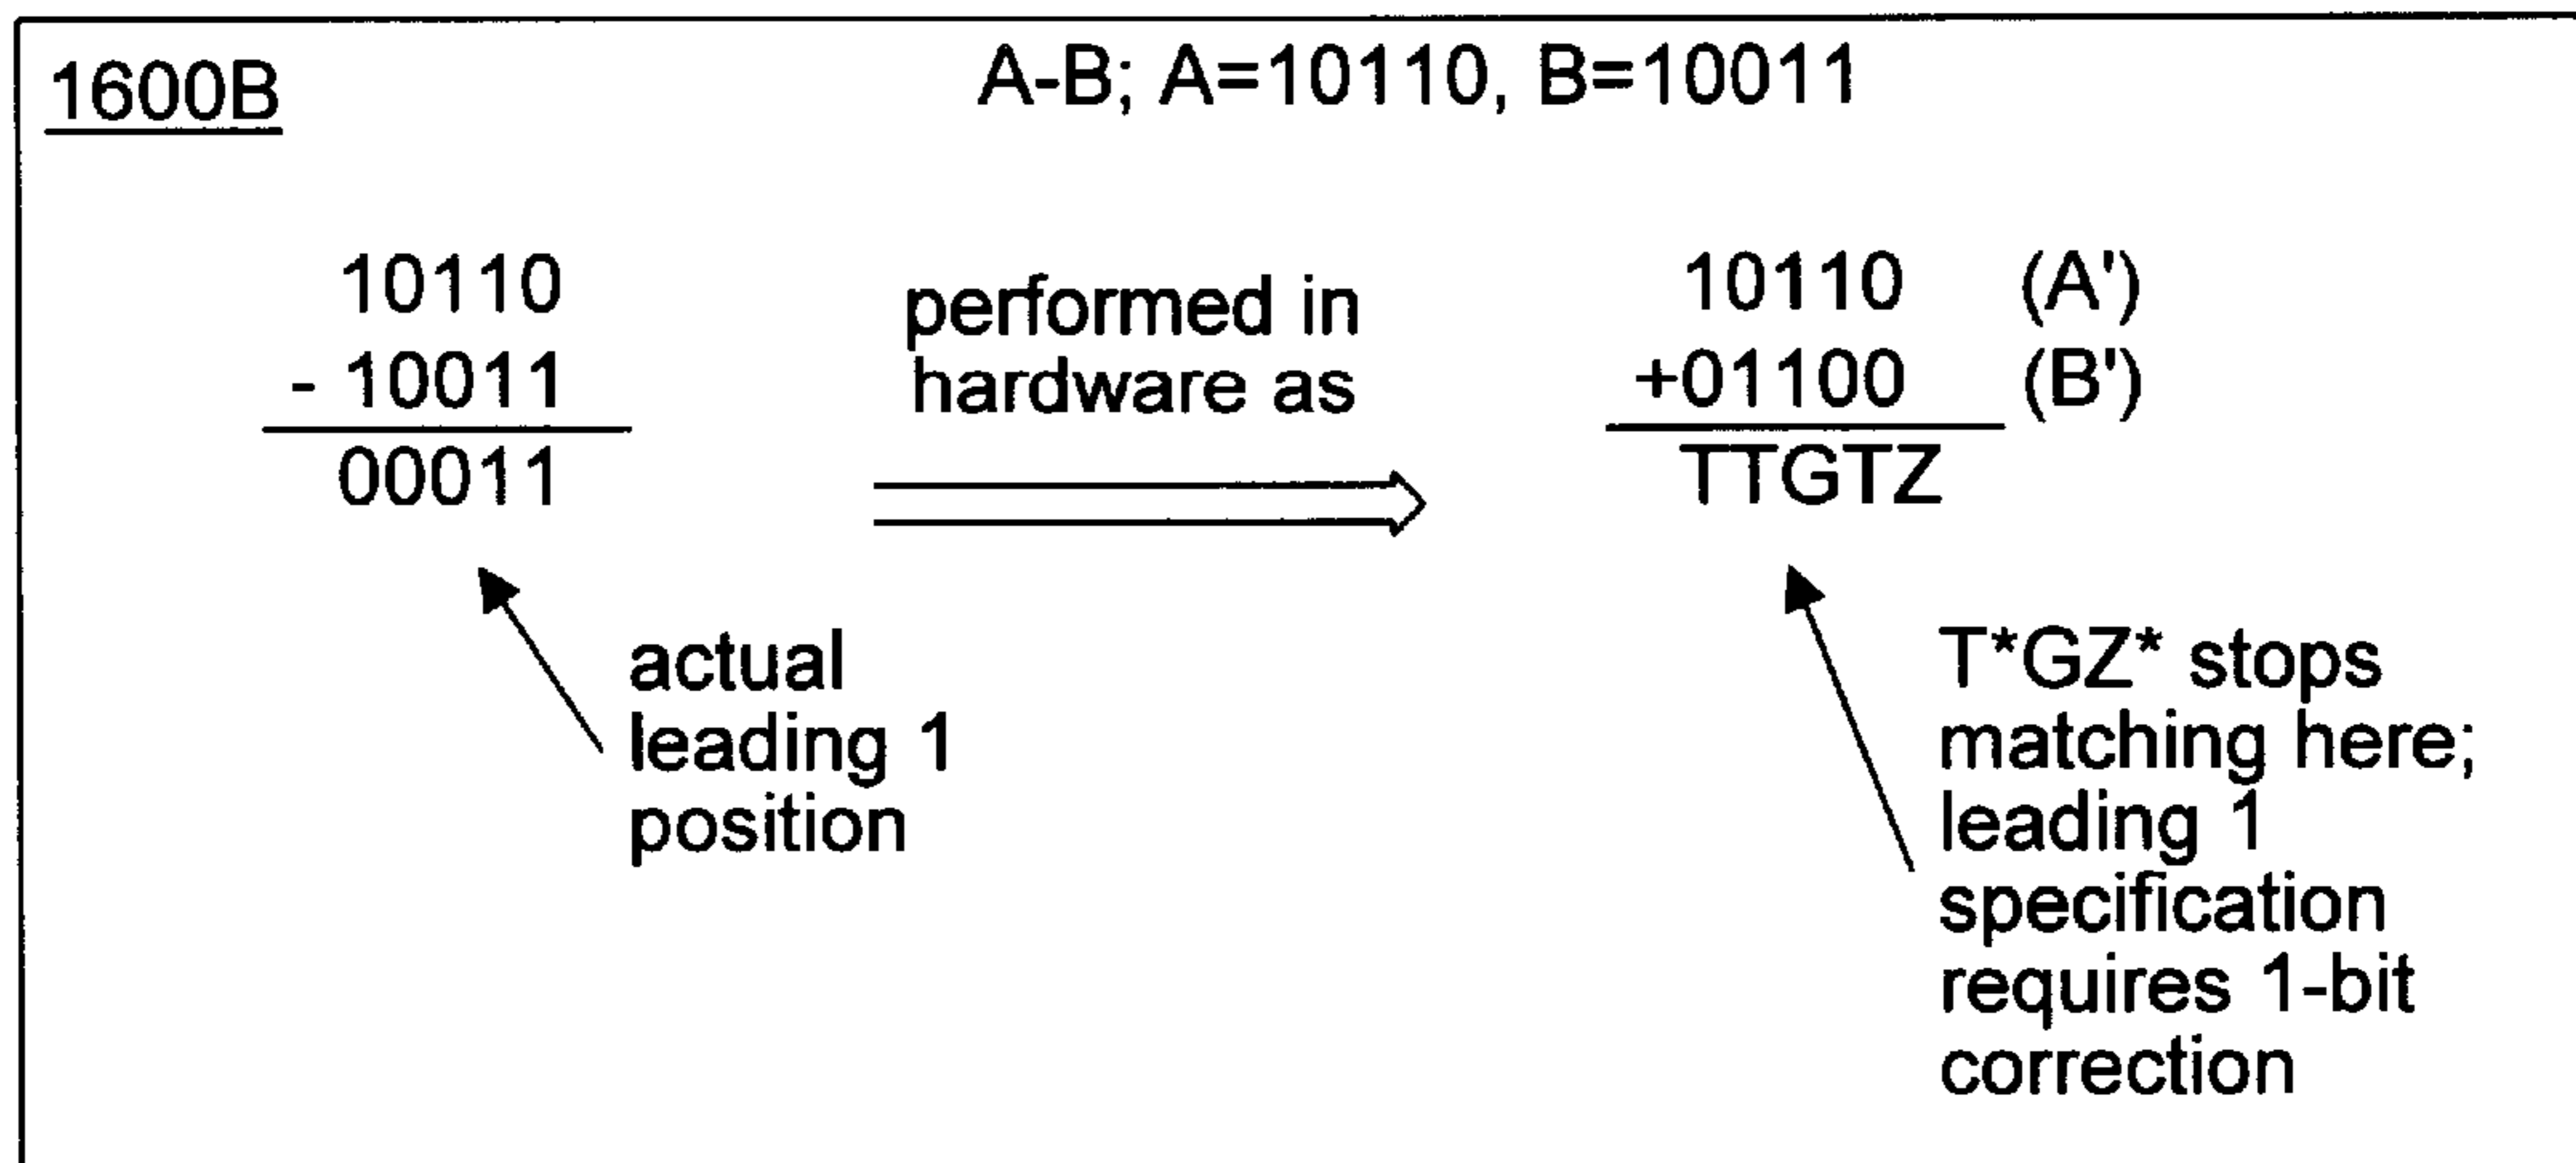 1600B
A-B; A=10110, B=10011
10110
- 10011
00011
actual
leading 1
position
performed in
hardware as
10110 (A')
+01100 (B')
TTGTZ
T*GZ* stops
matching here;
leading 1
specification
requires 1-bit
correction